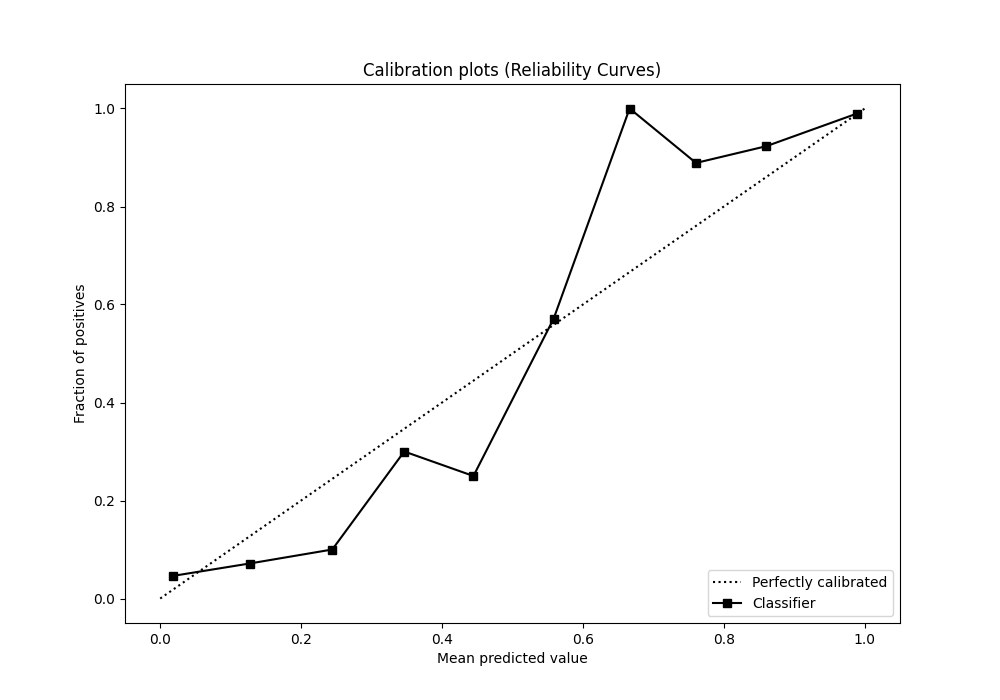 Calibration plots (Reliability Curves)
1.0
0.8
0.6
0.4
0.2
0.0
Fraction of positives
0.0 0.2 0.4 0.6 0.8 1.0
Mean predicted value
Perfectly calibrated
Classifier